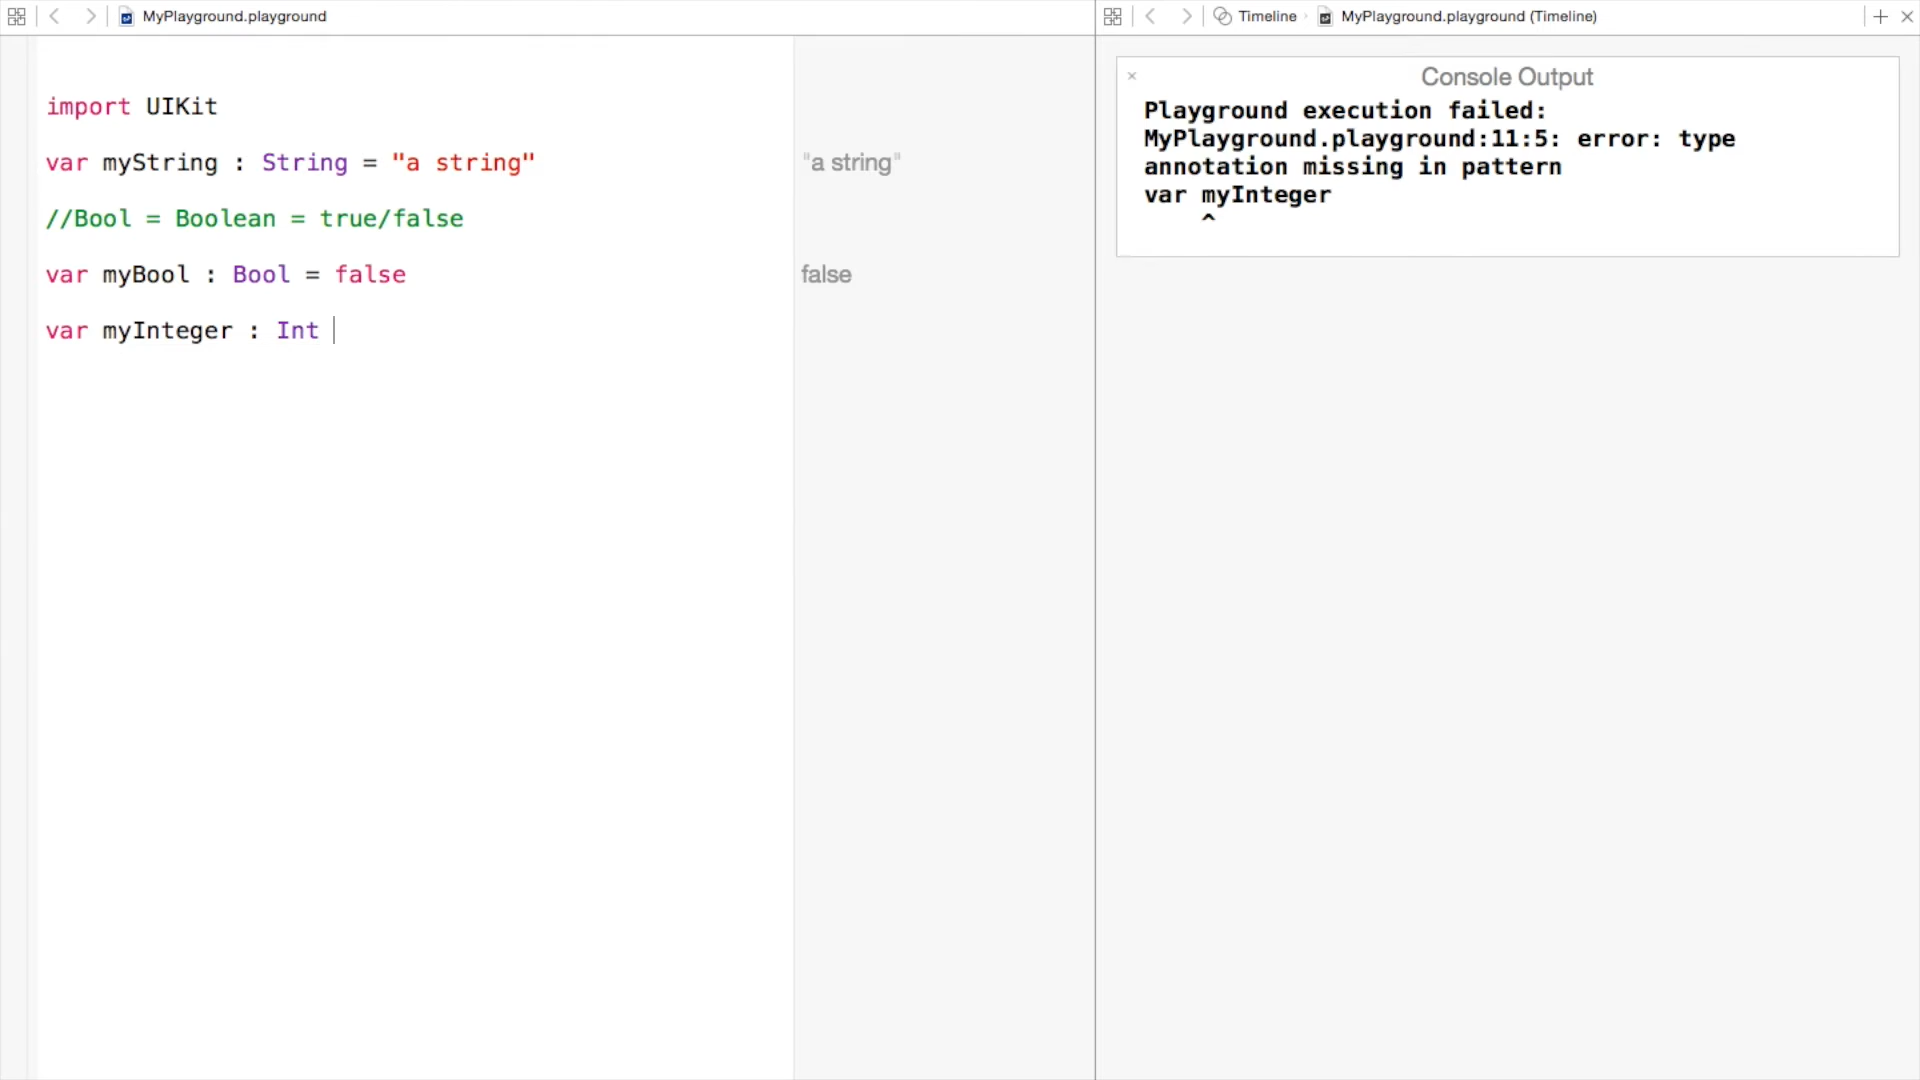 MyPlayground.playground
Timeline
MyPlayground.playground (Timeline)
import UIKit
var myString : String = "a string"
"a string"
//Bool = Boolean = true/false
var myBool : Bool = false
false
var myInteger : Int
Console Output
Playground execution failed:
MyPlayground.playground:11:5: error: type
annotation missing in pattern
var myInteger
^